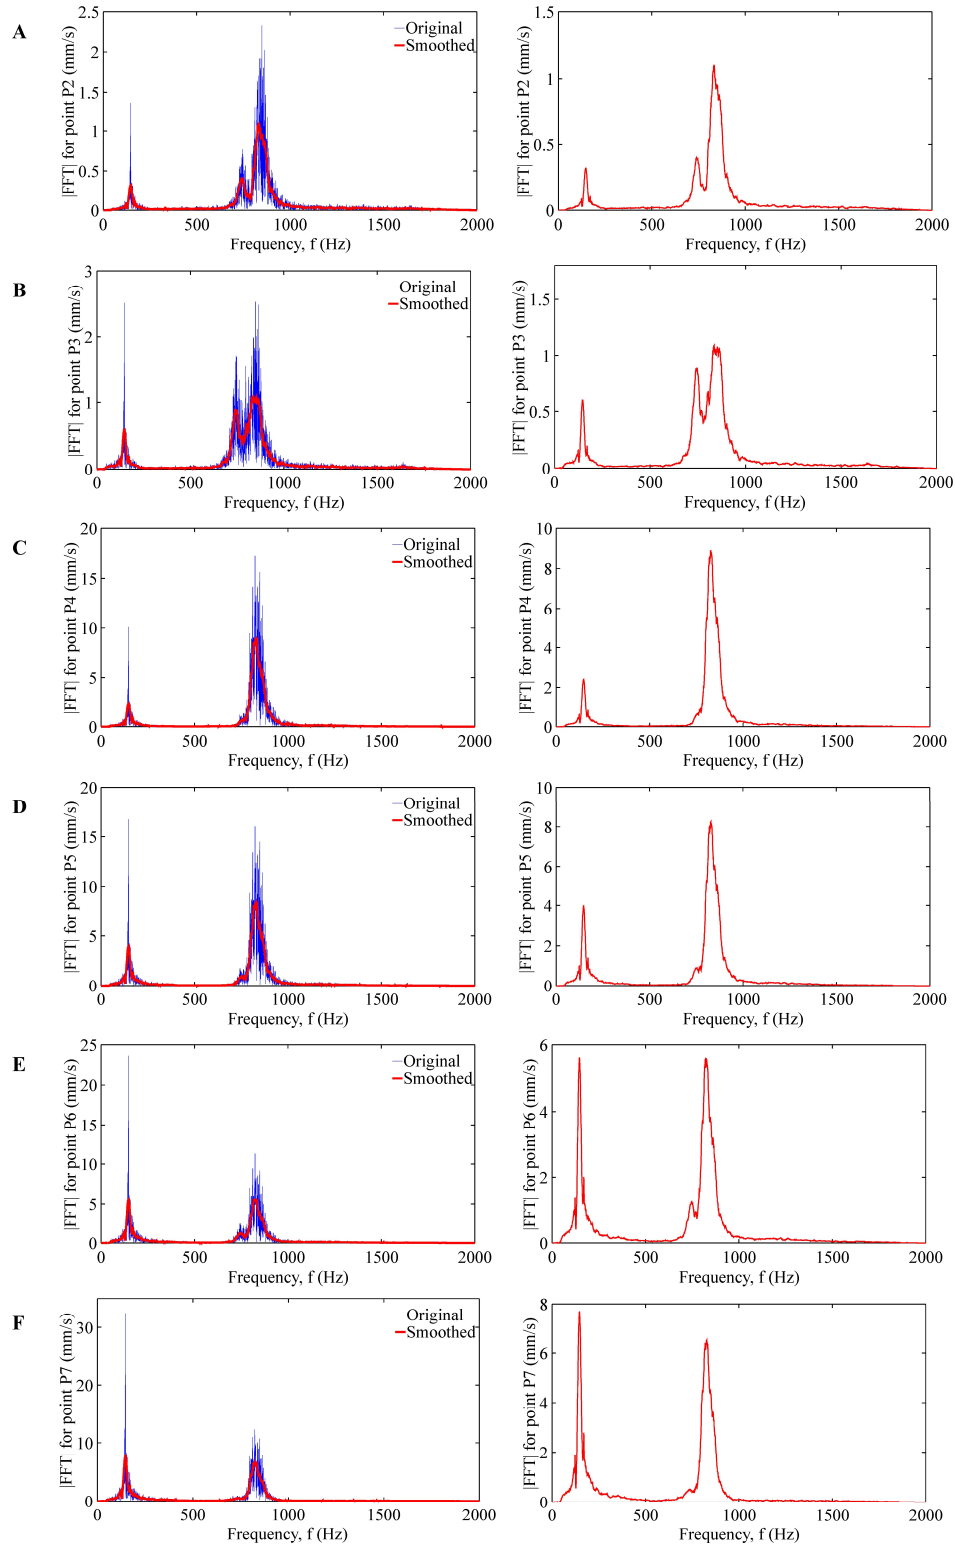 A
|FFT| for point P2 (mm/s)
2.5
2
1.5
1
0.5
0
0 500 1000 1500 2000
Frequency, f (Hz)
Original
Smoothed
|FFT| for point P2 (mm/s)
1.5
1
0.5
0
0 500 1000 1500 2000
Frequency, f (Hz)
B
|FFT| for point P3 (mm/s)
3
2
1
0
0 500 1000 1500 2000
Frequency, f (Hz)
Original
Smoothed
|FFT| for point P3 (mm/s)
1.5
1
0.5
0
0 500 1000 1500 2000
Frequency, f (Hz)
C
|FFT| for point P4 (mm/s)
20
15
10
5
0
0 500 1000 1500 2000
Frequency, f (Hz)
Original
Smoothed
|FFT| for point P4 (mm/s)
10
8
6
4
2
0
0 500 1000 1500 2000
Frequency, f (Hz)
D
|FFT| for point P5 (mm/s)
20
15
10
5
0
0 500 1000 1500 2000
Frequency, f (Hz)
Original
Smoothed
|FFT| for point P5 (mm/s)
10
8
6
4
2
0
0 500 1000 1500 2000
Frequency, f (Hz)
E
|FFT| for point P6 (mm/s)
25
20
15
10
5
0
0 500 1000 1500 2000
Frequency, f (Hz)
Original
Smoothed
|FFT| for point P6 (mm/s)
6
4
2
0
0 500 1000 1500 2000
Frequency, f (Hz)
F
|FFT| for point P7 (mm/s)
30
30
10
0
0 500 1000 1500 2000
Frequency, f (Hz)
Original
Smoothed
|FFT| for point P7 (mm/s)
8
6
4
2
0
0 500 1000 1500 2000
Frequency, f (Hz)